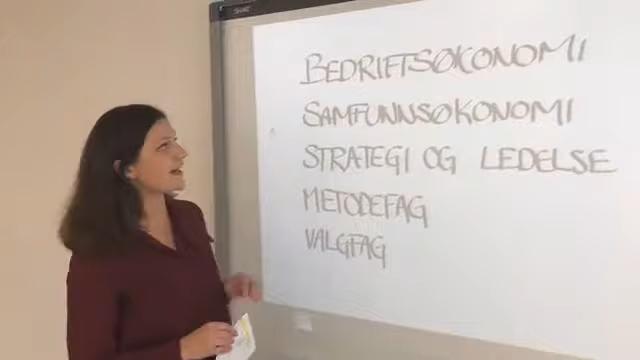 BEDRIFTSØKONOMI
SAMFUNNSØKONOMI
STRATEGI OG LEDELSE
METODEFAG
VALGFAG